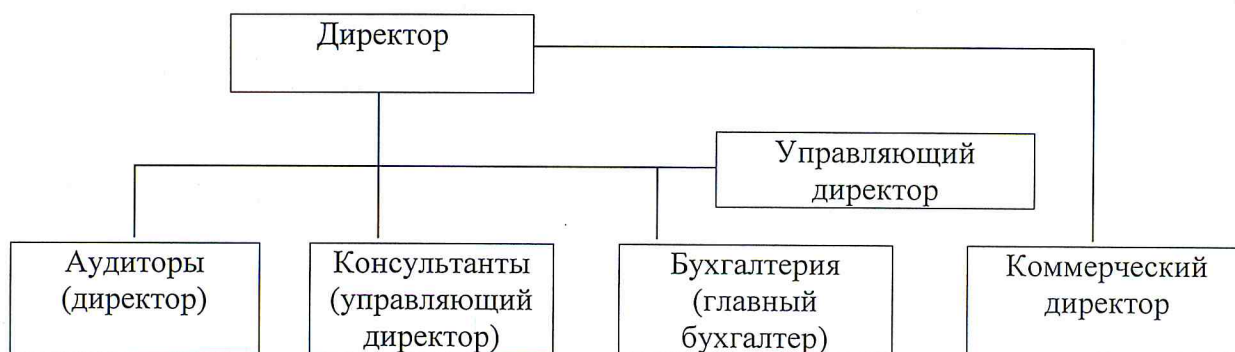 Директор
Управляющий
директор
Аудиторы
(директор)
Консультанты
(управляющий
директор)
Бухгалтерия
(главный
бухгалтер)
Коммерческий
директор